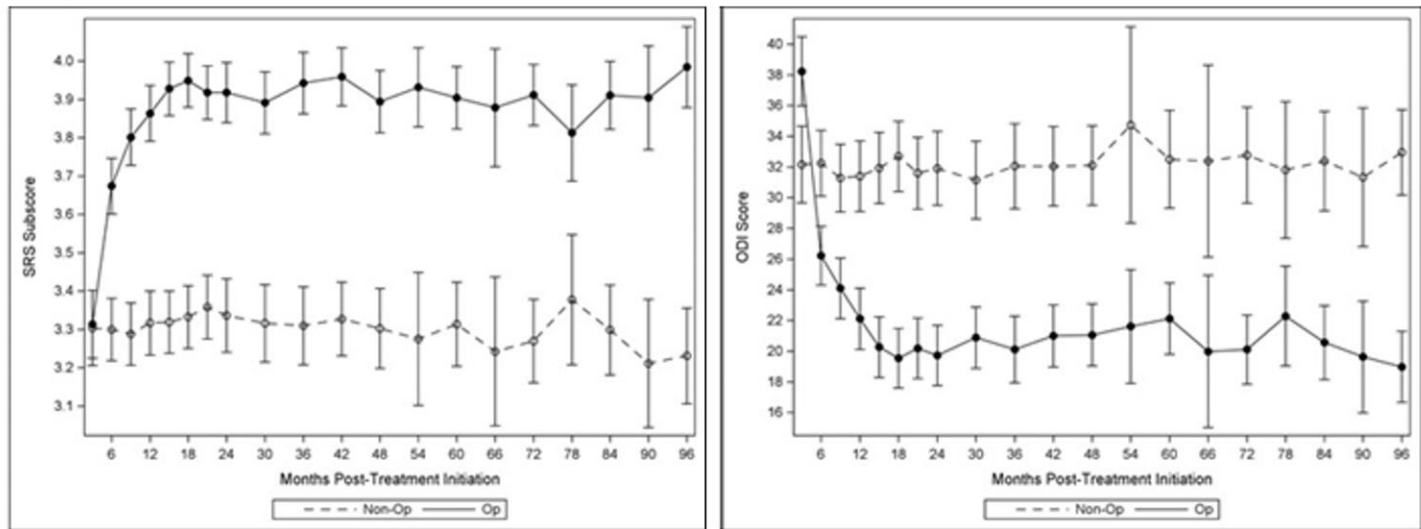 4.0
3.9
3.8
3.7
3.6
3.5
3.4
3.3
3.2
3.1
SRS Subscore
6 12 18 24 30 36 42 48 54 60 66 72 78 84 90 96
Months Post-Treatment Initiation
Non-Op Op
40
38
36
34
32
30
28
26
24
22
20
18
16
ODI Score
6 12 18 24 30 36 42 48 54 60 66 72 78 84 90 96
Months Post-Treatment Initiation
Non-Op Op